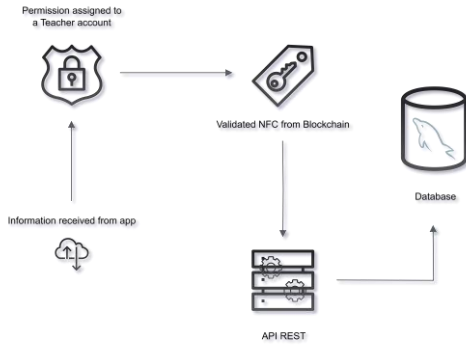 Permission assigned to
a Teacher account
Validated NFC from Blockchain
Database
Information received from app
API REST